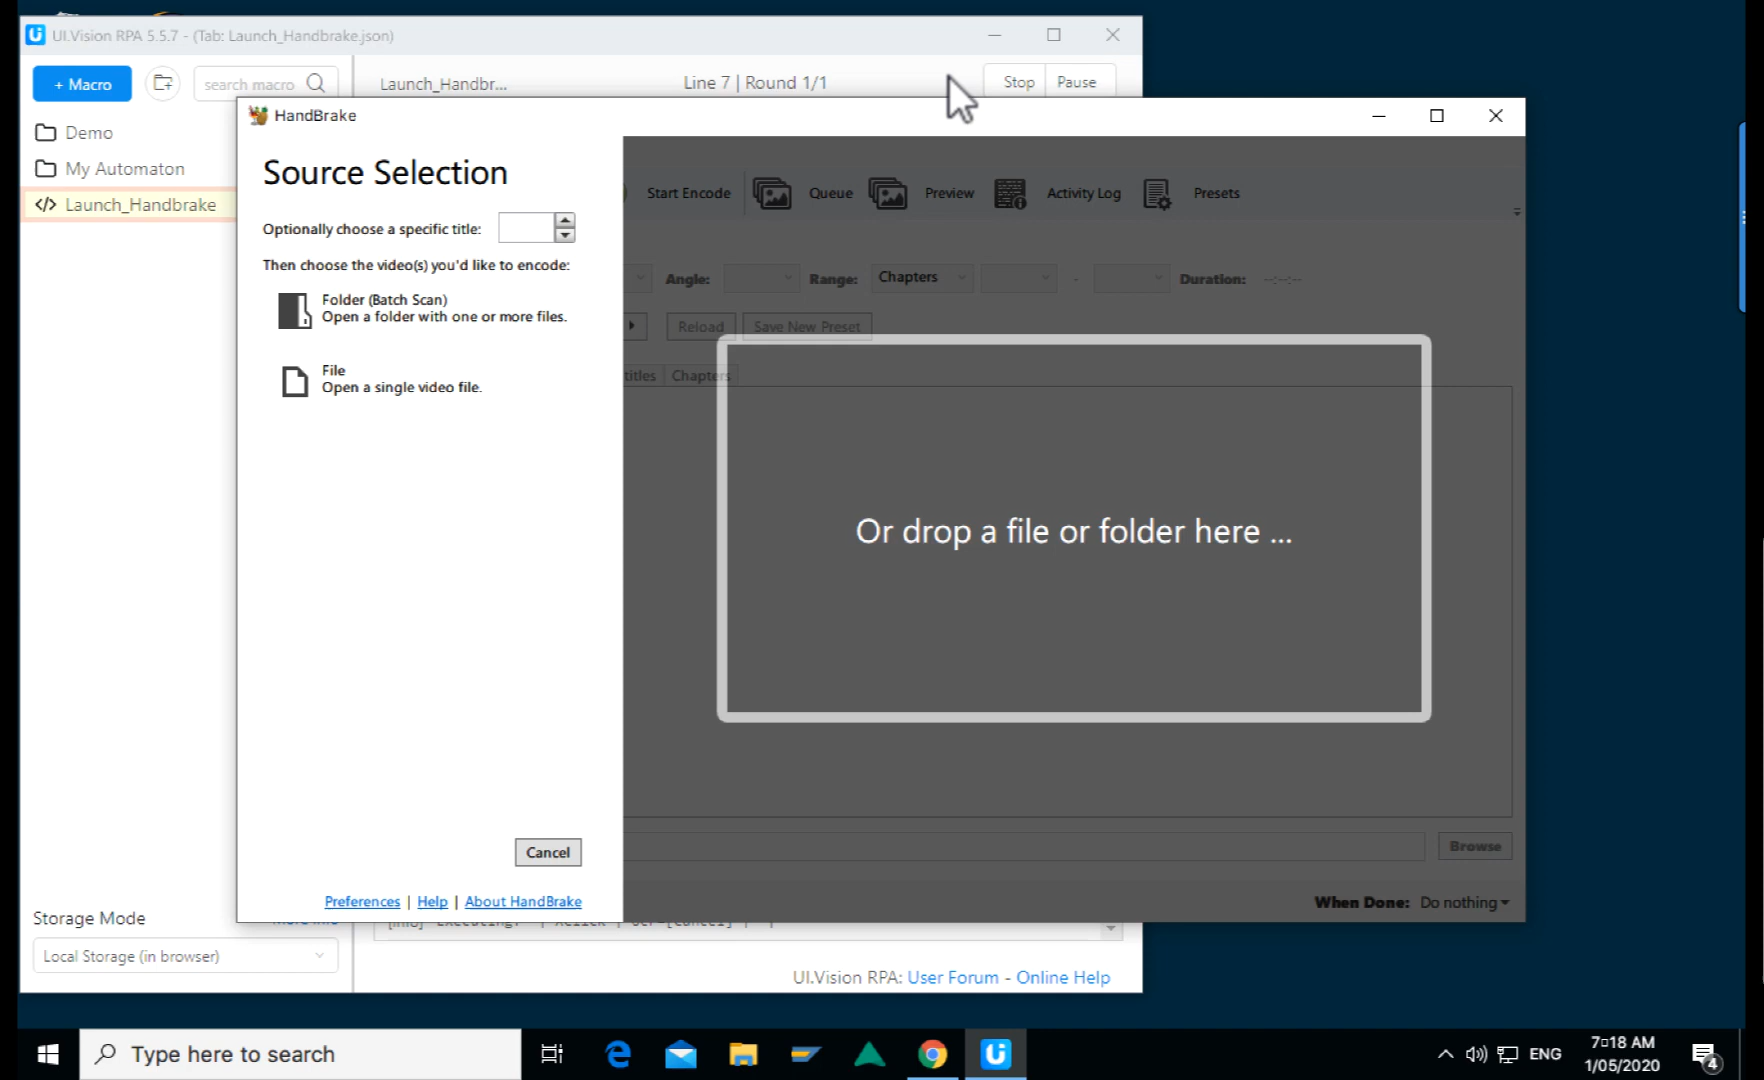 UI.Vision RPA 5.5.7 - (Tab: Launch_Handbrake.json)
+ Macro
search macro
Launch_Handbr...
Line 7 | Round 1/1
Stop
Pause
Demo
My Automaton
Launch_Handbrake
HandBrake
Source Selection
Optionally choose a specific title:
Then choose the video(s) you'd like to encode:
Folder (Batch Scan)
Open a folder with one or more files.
File
Open a single video file.
Cancel
Preferences | Help | About HandBrake
Start Encode
Queue
Preview
Activity Log
Presets
Angle:
Range:
Chapters
-
Duration:
--:--:--
Reload
Save New Preset
titles
Chapters
Or drop a file or folder here ...
Browse
When Done: Do nothing
Storage Mode
Local Storage (in browser)
UI.Vision RPA: User Forum - Online Help
Type here to search
ENG
7:18 AM
1/05/2020
4